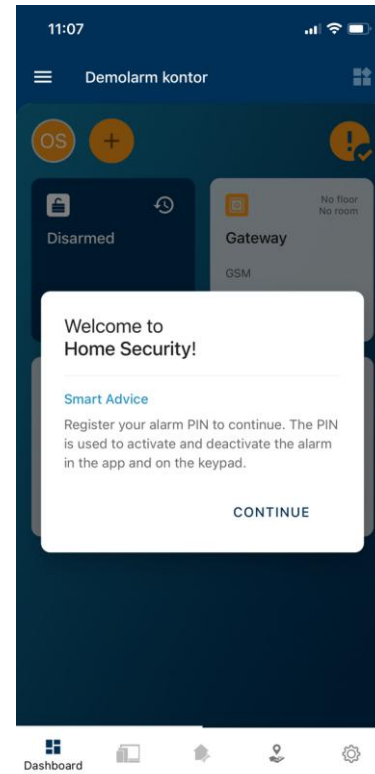 11:07
Demolarm kontor
OS
No floor
No room
Disarmed
Gateway
GSM
Welcome to
Home Security!
Smart Advice
Register your alarm PIN to continue. The PIN
is used to activate and deactivate the alarm
in the app and on the keypad.
CONTINUE
Dashboard